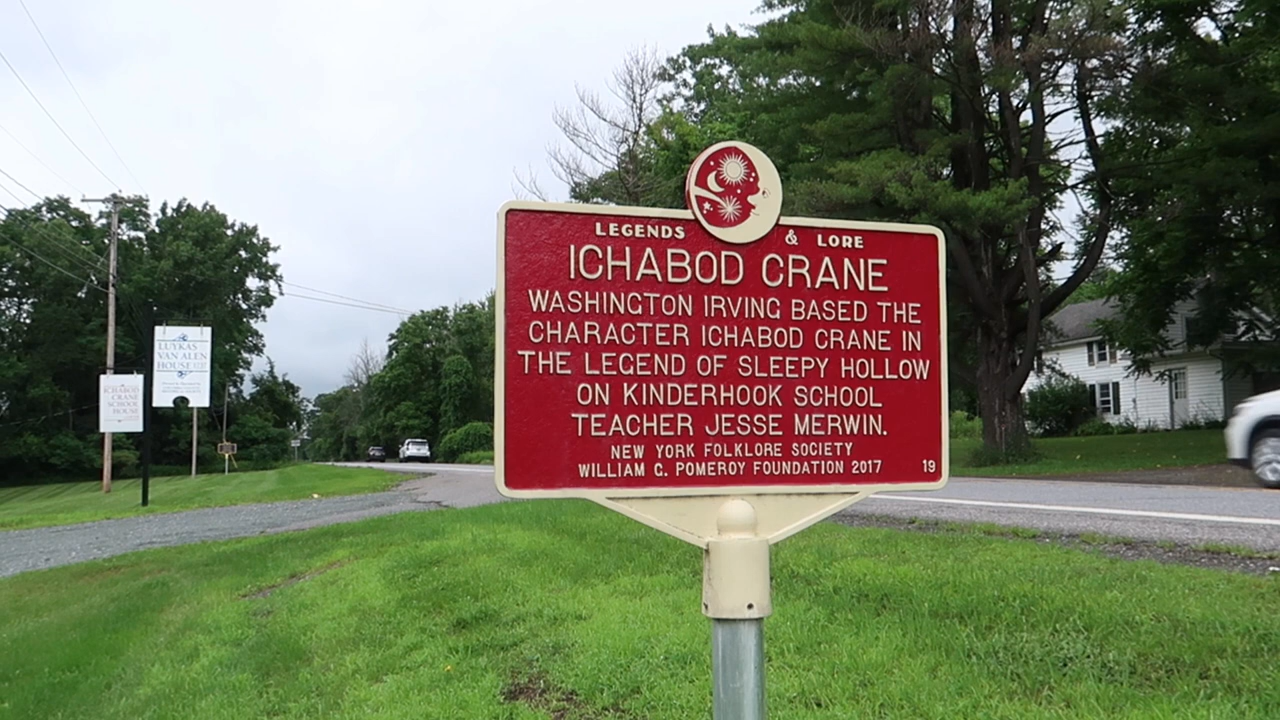 LEGENDS & LORE
ICHABOD CRANE
WASHINGTON IRVING BASED THE
CHARACTER ICHABOD CRANE IN
THE LEGEND OF SLEEPY HOLLOW
ON KINDERHOOK SCHOOL
TEACHER JESSE MERWIN.
NEW YORK FOLKLORE SOCIETY
WILLIAM G. POMEROY FOUNDATION 2017 19
LUYKAS
VAN ALEN
HOUSE 1737
ICHABOD
CRANE
SCHOOL
HOUSE